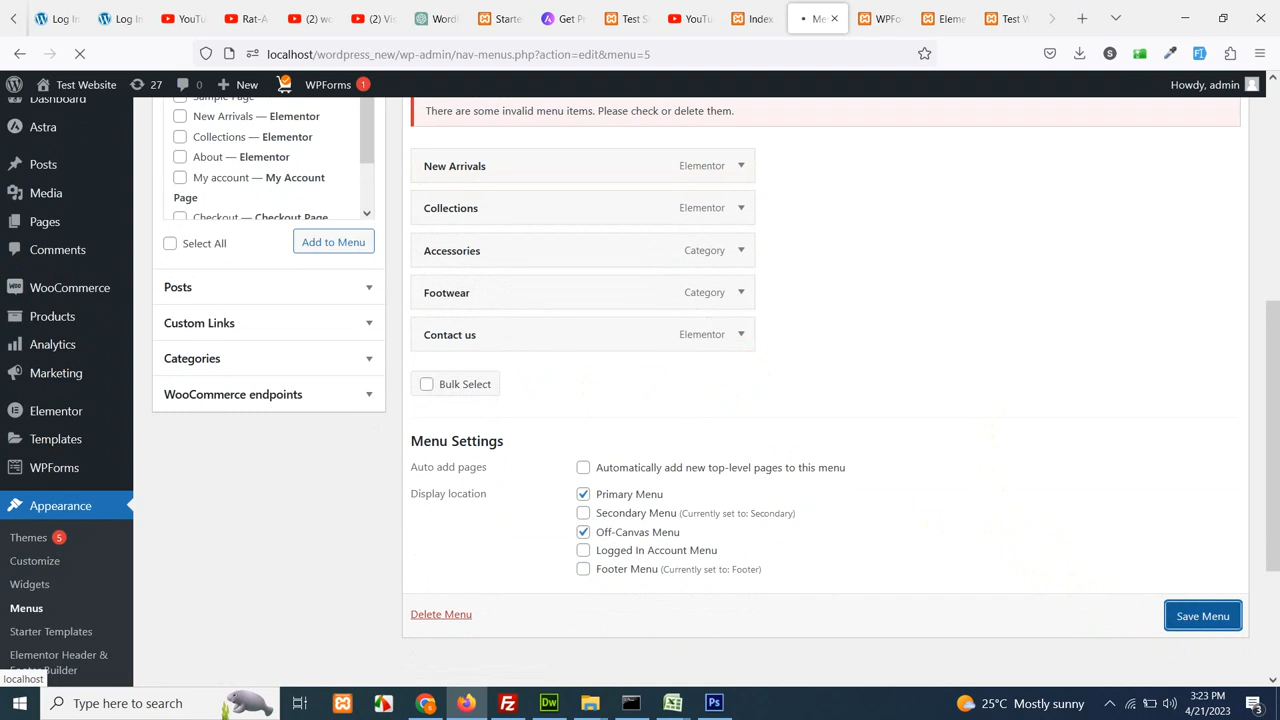 Log In
Log In
YouTu
Rat-A
(2) wo
(2) Vi
WordP
Starte
Get P
Test S
YouTu
Index
Me
WPFo
Eleme
Test W
localhost/wordpress_new/wp-admin/nav-menus.php?action=edit&menu=5
Test Website
27
0
New
WPForms 1
Howdy, admin
Dashboard
Astra
Posts
Media
Pages
Comments
WooCommerce
Products
Analytics
Marketing
Elementor
Templates
WPForms
Appearance
Themes 5
Customize
Widgets
Menus
Starter Templates
Elementor Header &
Footer Builder
localhost
Sample Page
New Arrivals — Elementor
Collections — Elementor
About — Elementor
My account — My Account
Page
Checkout — Checkout Page
Select All
Add to Menu
Posts
Custom Links
Categories
WooCommerce endpoints
There are some invalid menu items. Please check or delete them.
New Arrivals Elementor
Collections Elementor
Accessories Category
Footwear Category
Contact us Elementor
Bulk Select
Menu Settings
Auto add pages
Automatically add new top-level pages to this menu
Display location
Primary Menu
Secondary Menu (Currently set to: Secondary)
Off-Canvas Menu
Logged In Account Menu
Footer Menu (Currently set to: Footer)
Delete Menu
Save Menu
Type here to search
25°C Mostly sunny
3:23 PM
4/21/2023
3